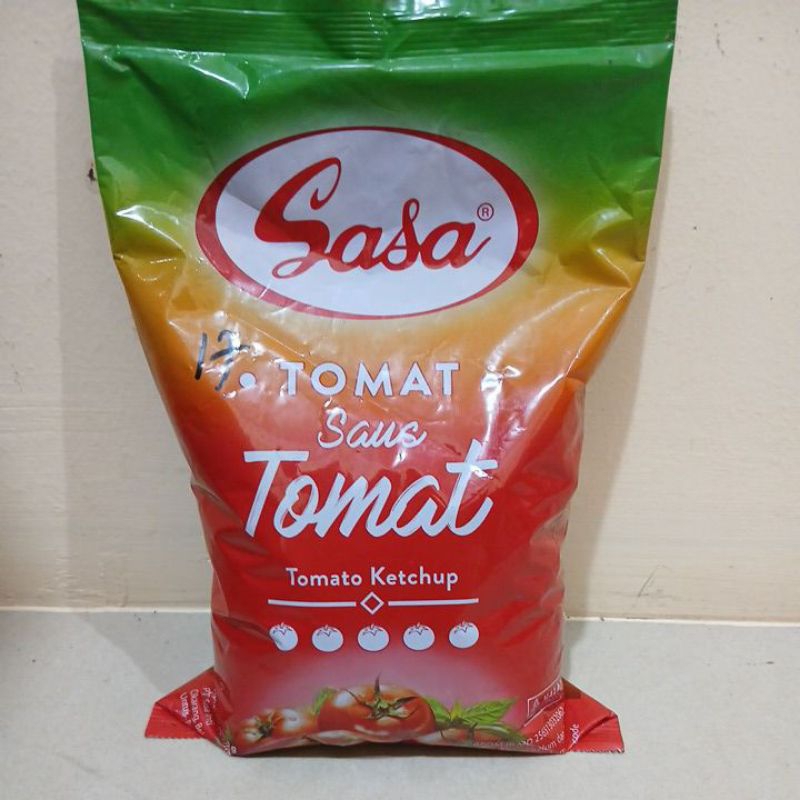 Sasa®
17
• TOMAT
Saus
Tomat
Tomato Ketchup